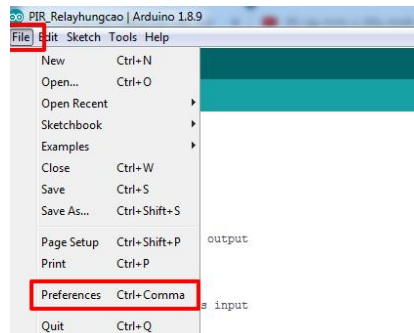 PIR_Relayhungcao | Arduino 1.8.9
File Edit Sketch Tools Help
New Ctrl+N
Open... Ctrl+O
Open Recent
Sketchbook
Examples
Close Ctrl+W
Save Ctrl+S
Save As... Ctrl+Shift+S
Page Setup Ctrl+Shift+P output
Print Ctrl+P
Preferences Ctrl+Comma
s input
Quit Ctrl+Q